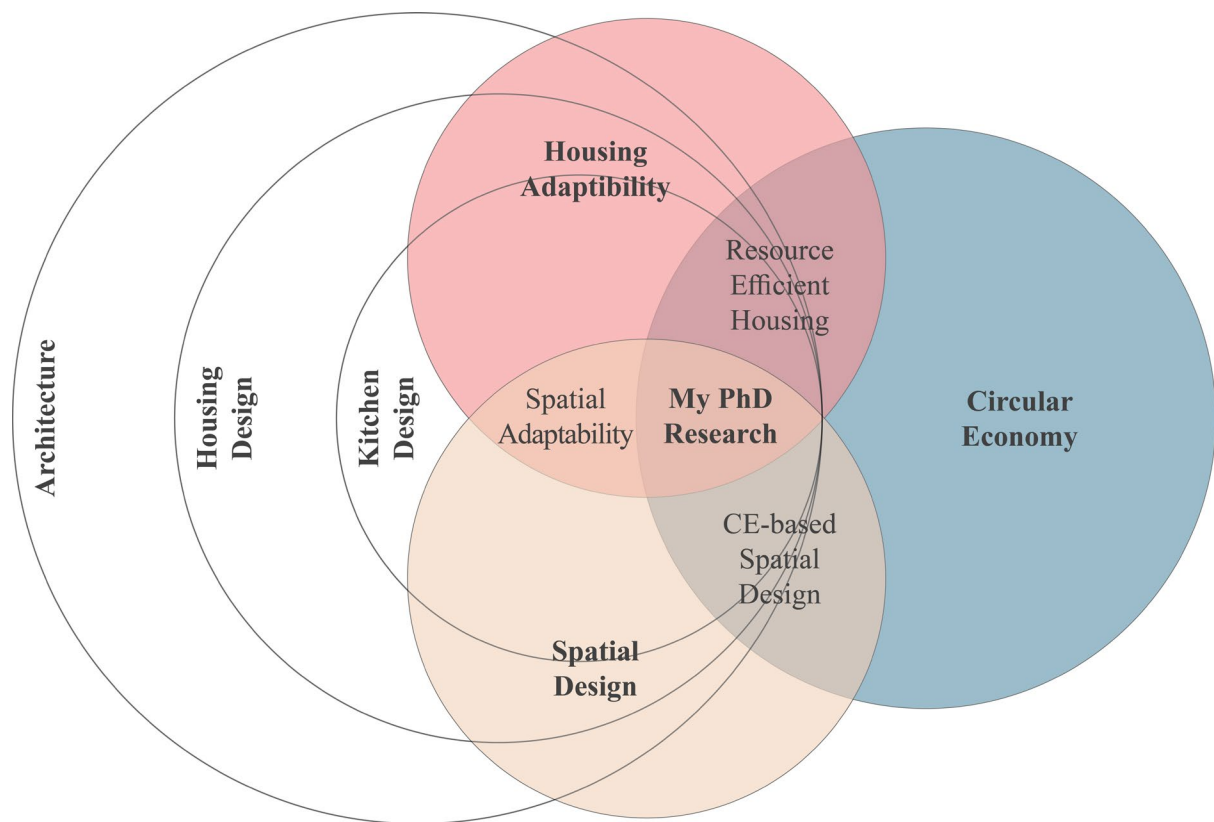 Housing
Adaptibility
Resource
Efficient
Housing
Architecture
Housing
Design
Kitchen
Design
Spatial
Adaptability
My PhD
Research
Circular
Economy
CE-based
Spatial
Design
Spatial
Design